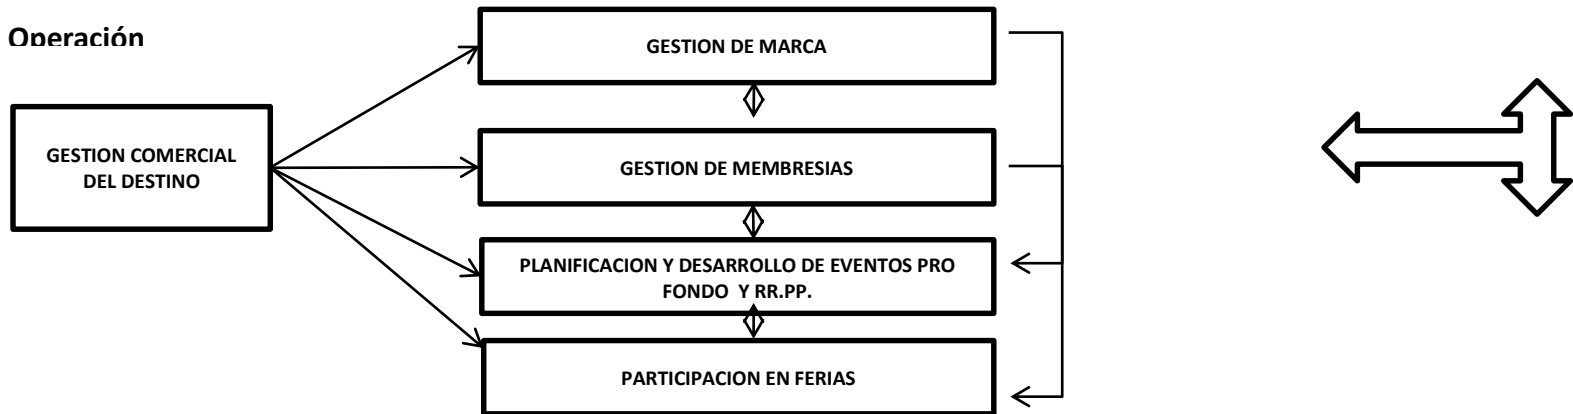 Operación
GESTION DE MARCA
GESTION COMERCIAL
DEL DESTINO
GESTION DE MEMBRESIAS
PLANIFICACION Y DESARROLLO DE EVENTOS PRO
FONDO Y RR.PP.
PARTICIPACION EN FERIAS